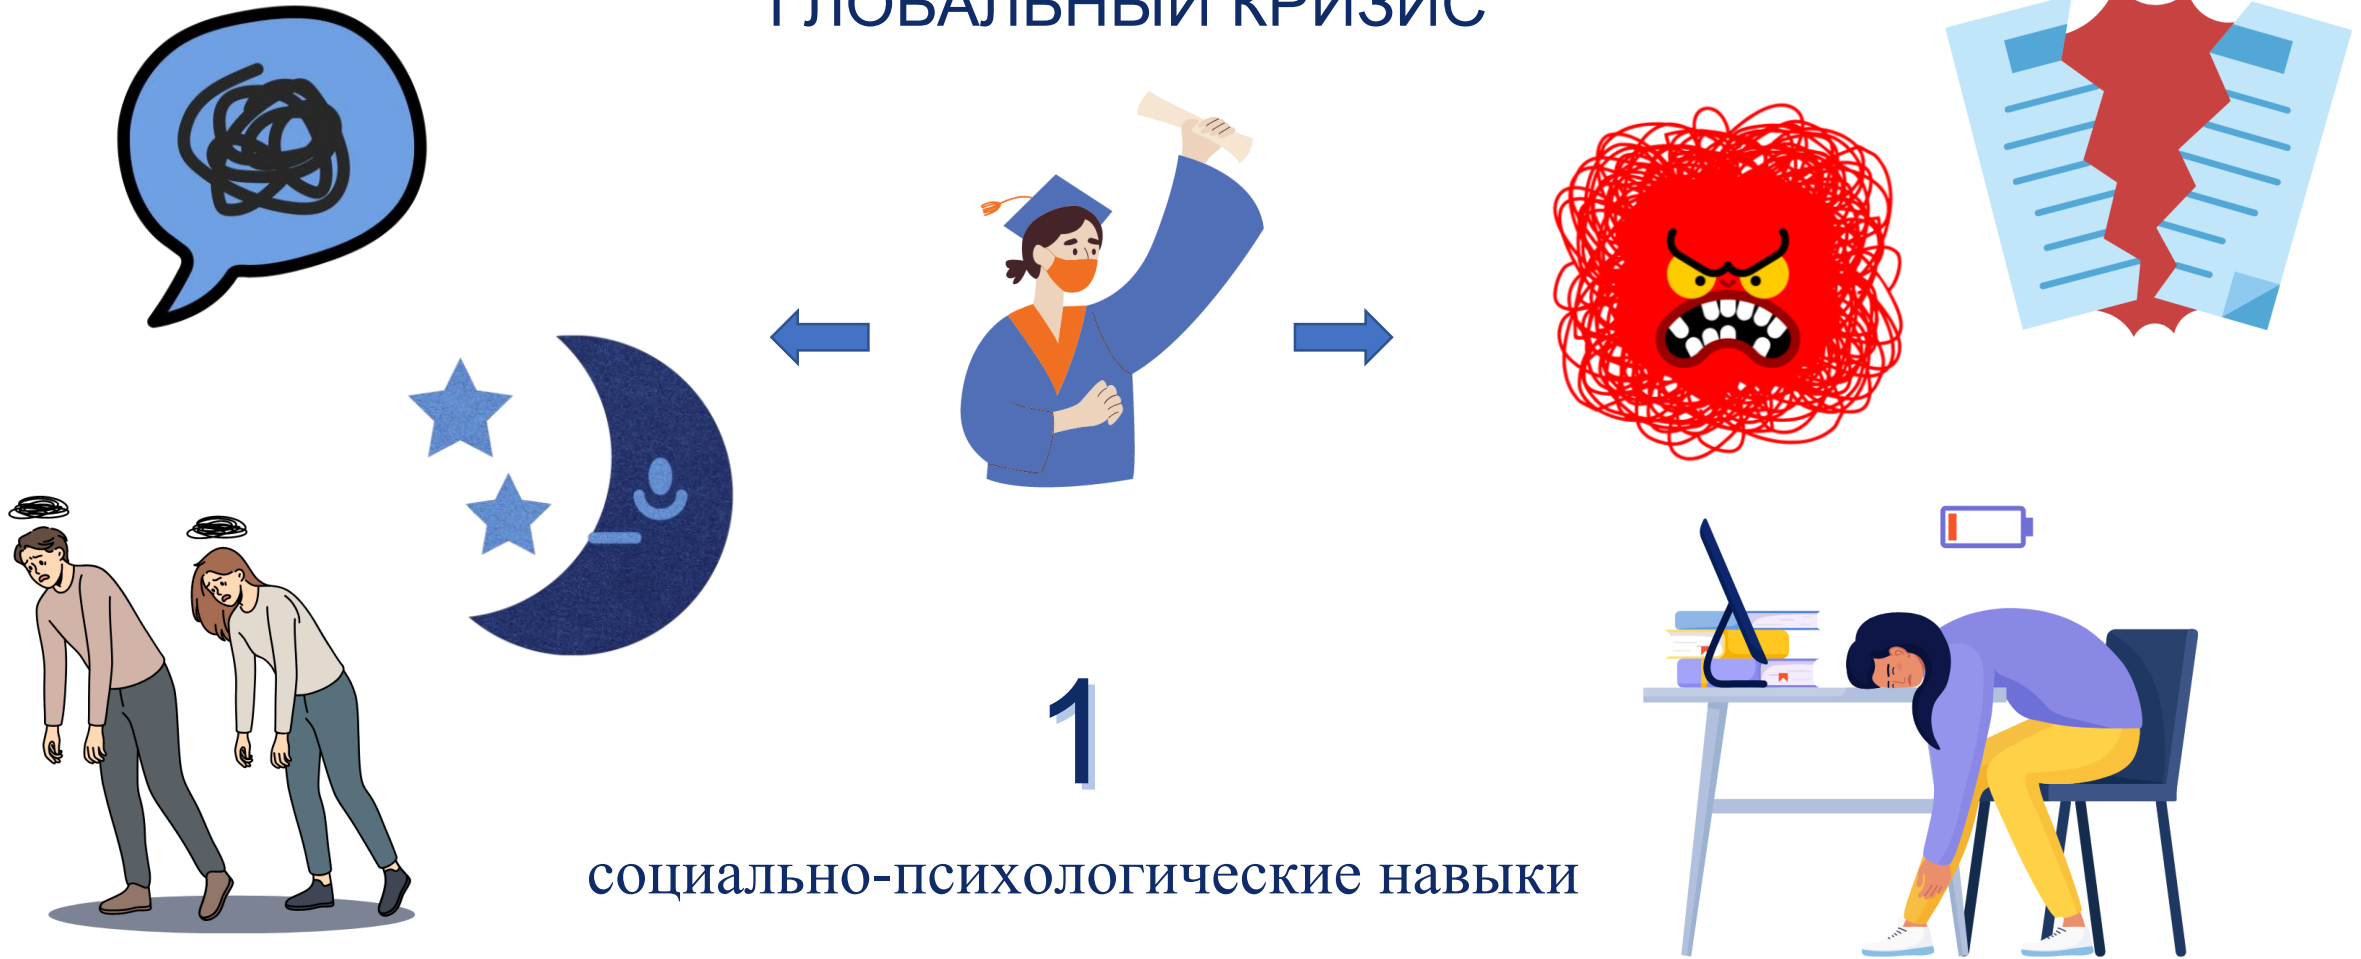 ГЛОБАЛЬНЫЙ КРИЗИС
1
социально-психологические навыки